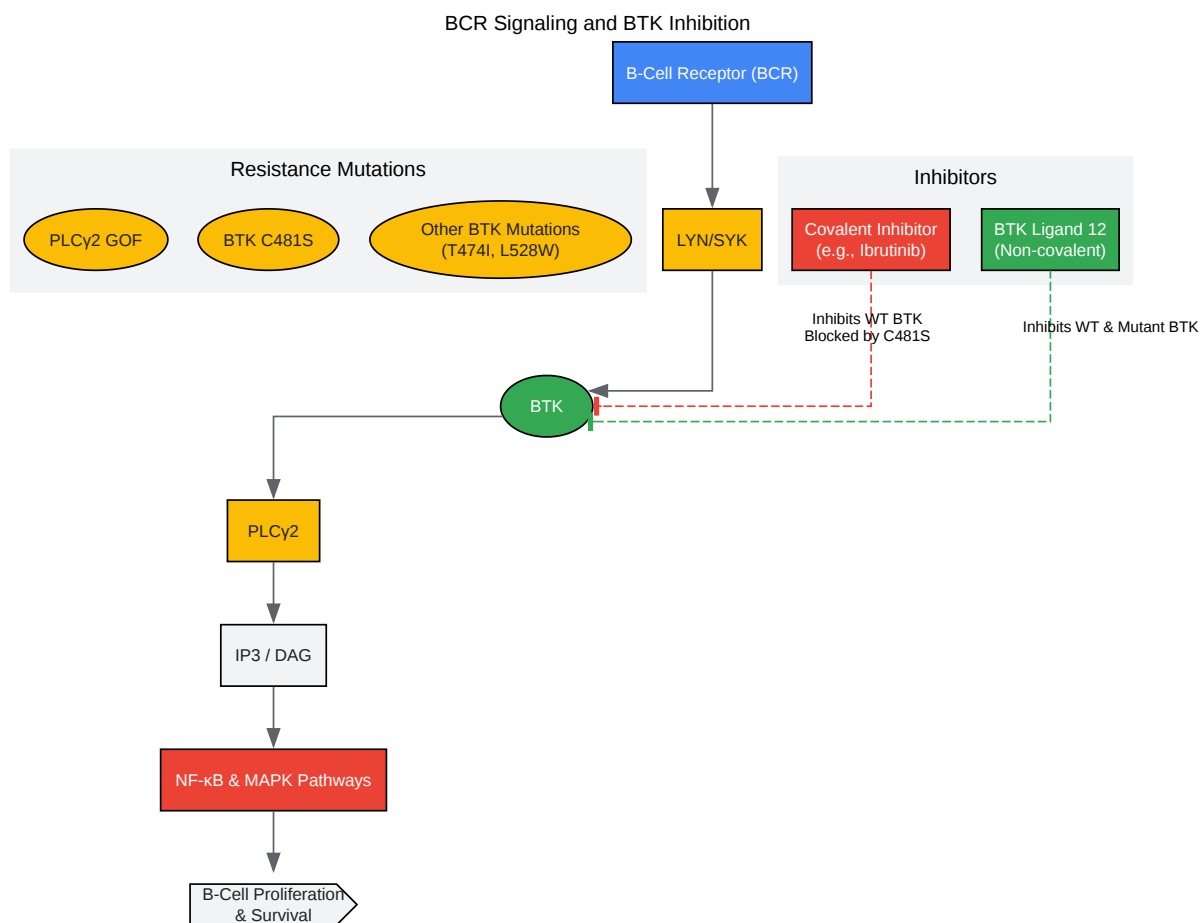 BCR Signaling and BTK Inhibition
B-Cell Receptor (BCR)
Resistance Mutations
Inhibitors
PLCγ2 GOF
BTK C481S
Other BTK Mutations
(T474I, L528W)
LYN/SYK
Covalent Inhibitor
(e.g., Ibrutinib)
BTK Ligand 12
(Non-covalent)
Inhibits WT BTK
Blocked by C481S
Inhibits WT & Mutant BTK
BTK
PLCγ2
IP3 / DAG
NF-κB & MAPK Pathways
B-Cell Proliferation
& Survival